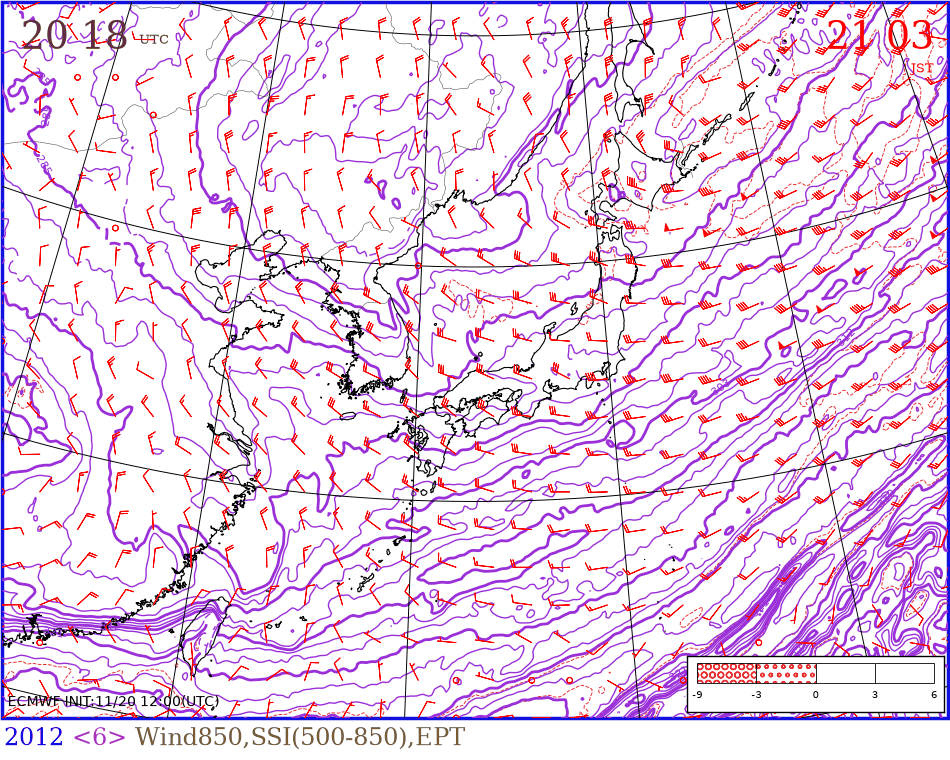 20 18 UTC
21 03
JST
285
ECMWF INIT:11/20 12:00(UTC)
-9 -3 0 3 6
2012 <6> Wind850,SSI(500-850),EPT